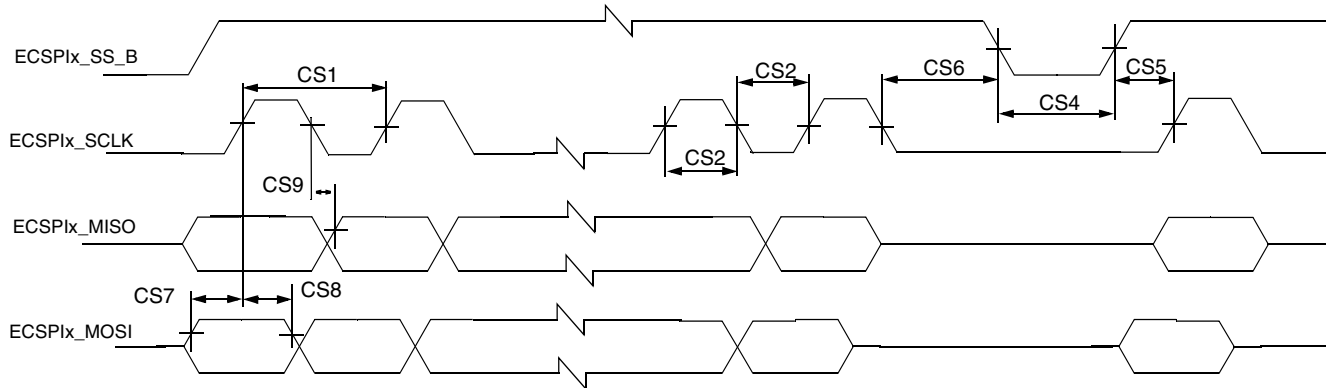 ECSPIx_SS_B
CS1
CS2
CS6
CS5
CS4
ECSPIx_SCLK
CS2
CS9
ECSPIx_MISO
CS7
CS8
ECSPIx_MOSI